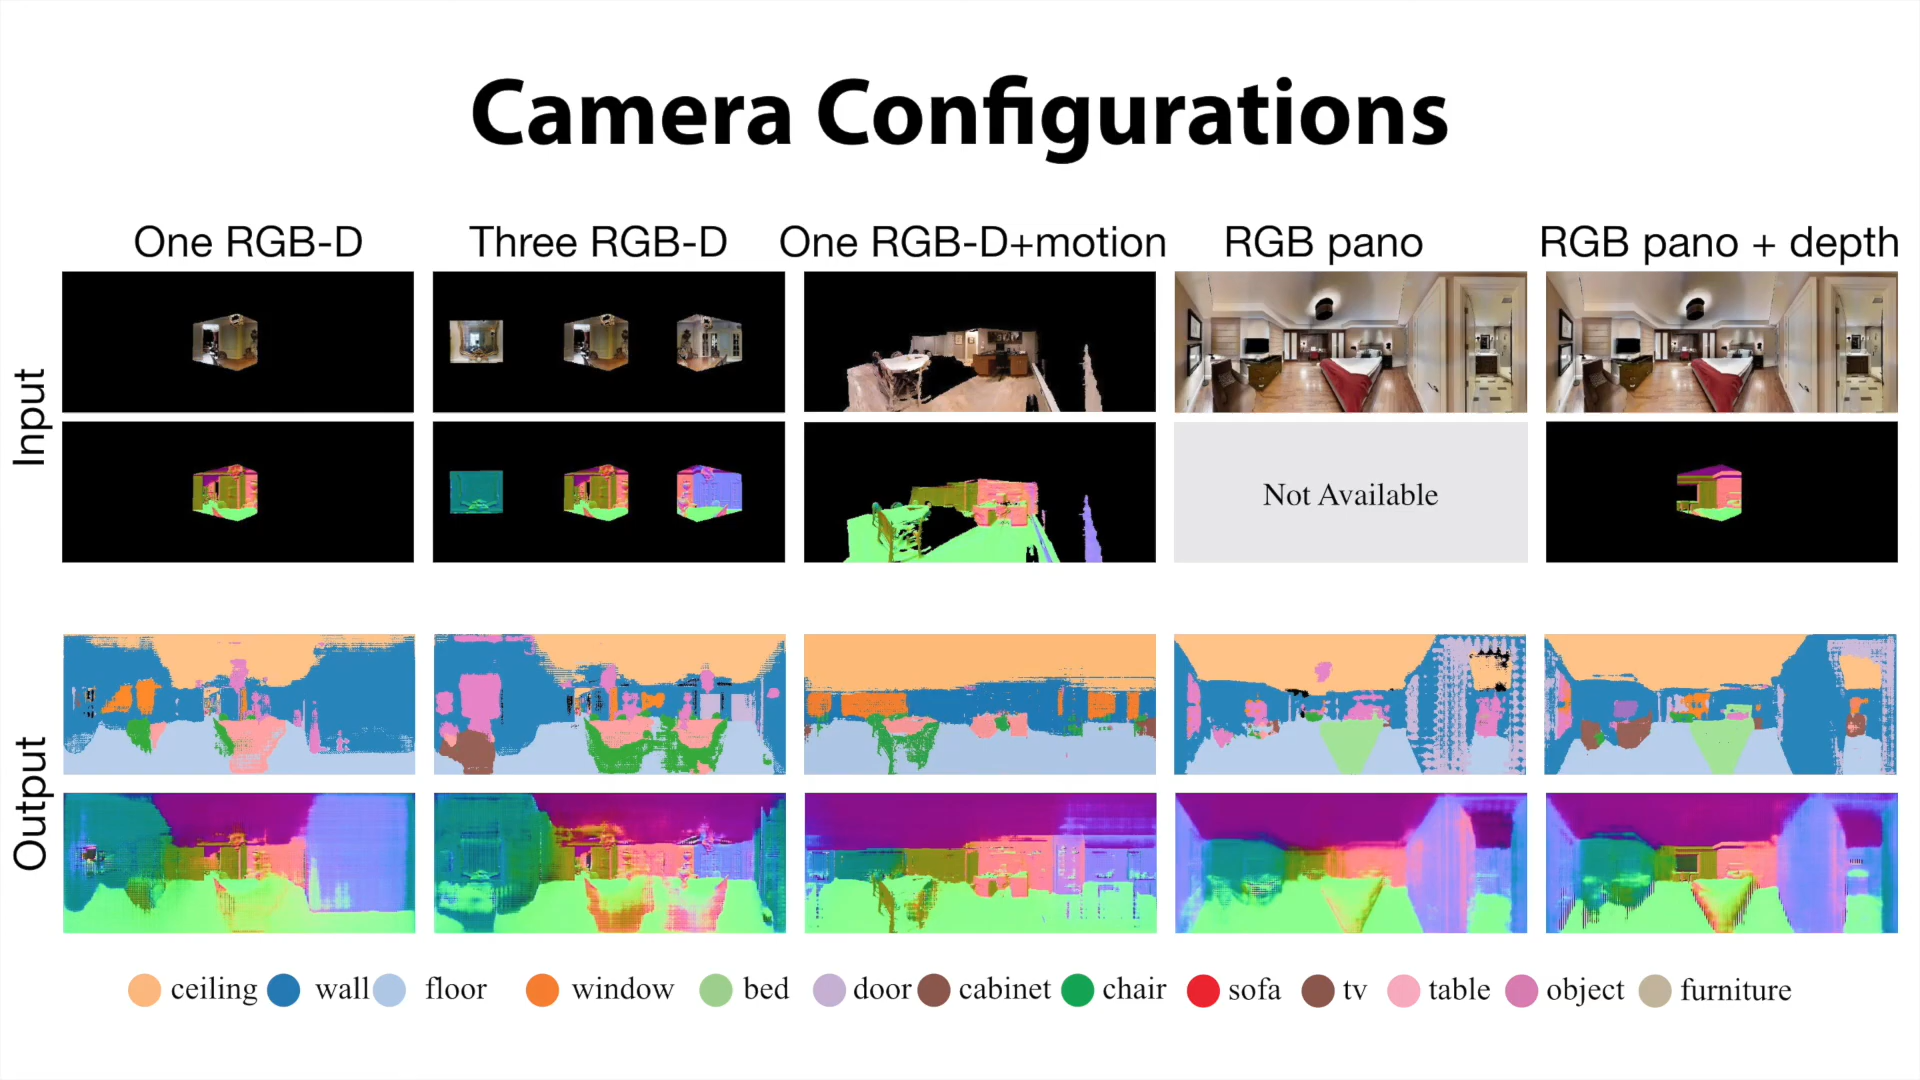 Camera Configurations
One RGB-D
Three RGB-D
One RGB-D+motion
RGB pano
RGB pano + depth
Input
Not Available
Output
ceiling wall floor window bed door cabinet chair sofa tv table object furniture